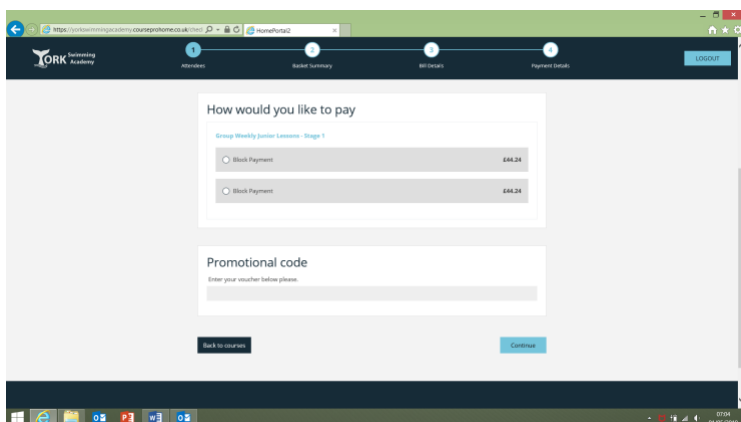 https://yorkswimmingacademy.courseprohome.co.uk/chec
HomePortal2
YORK Swimming Academy
1
2
3
4
Attendees
Basket Summary
Bill Details
Payment Details
LOGOUT
How would you like to pay
Group Weekly Junior Lessons - Stage 1
Block Payment £44.24
Block Payment £44.24
Promotional code
Enter your voucher below please.
Back to courses
Continue
07:04